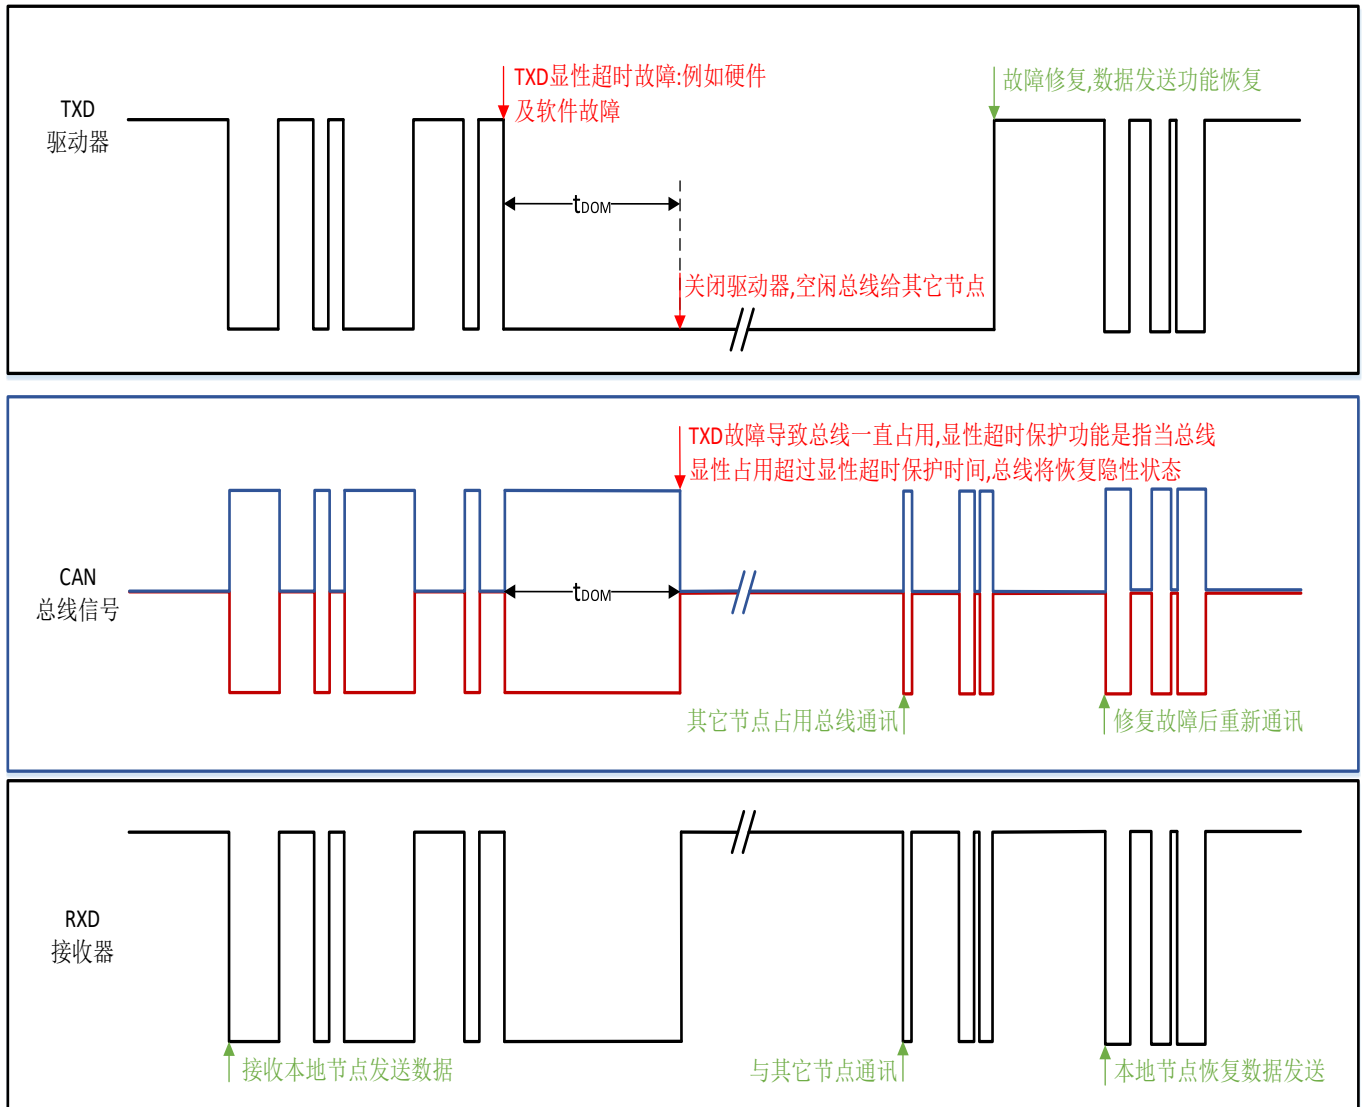 TXD显性超时故障:例如硬件
及软件故障
故障修复,数据发送功能恢复
TXD
驱动器
tDOM
关闭驱动器,空闲总线给其它节点
TXD故障导致总线一直占用,显性超时保护功能是指当总线
显性占用超过显性超时保护时间,总线将恢复隐性状态
CAN
总线信号
tDOM
其它节点占用总线通讯
修复故障后重新通讯
RXD
接收器
接收本地节点发送数据
与其它节点通讯
本地节点恢复数据发送